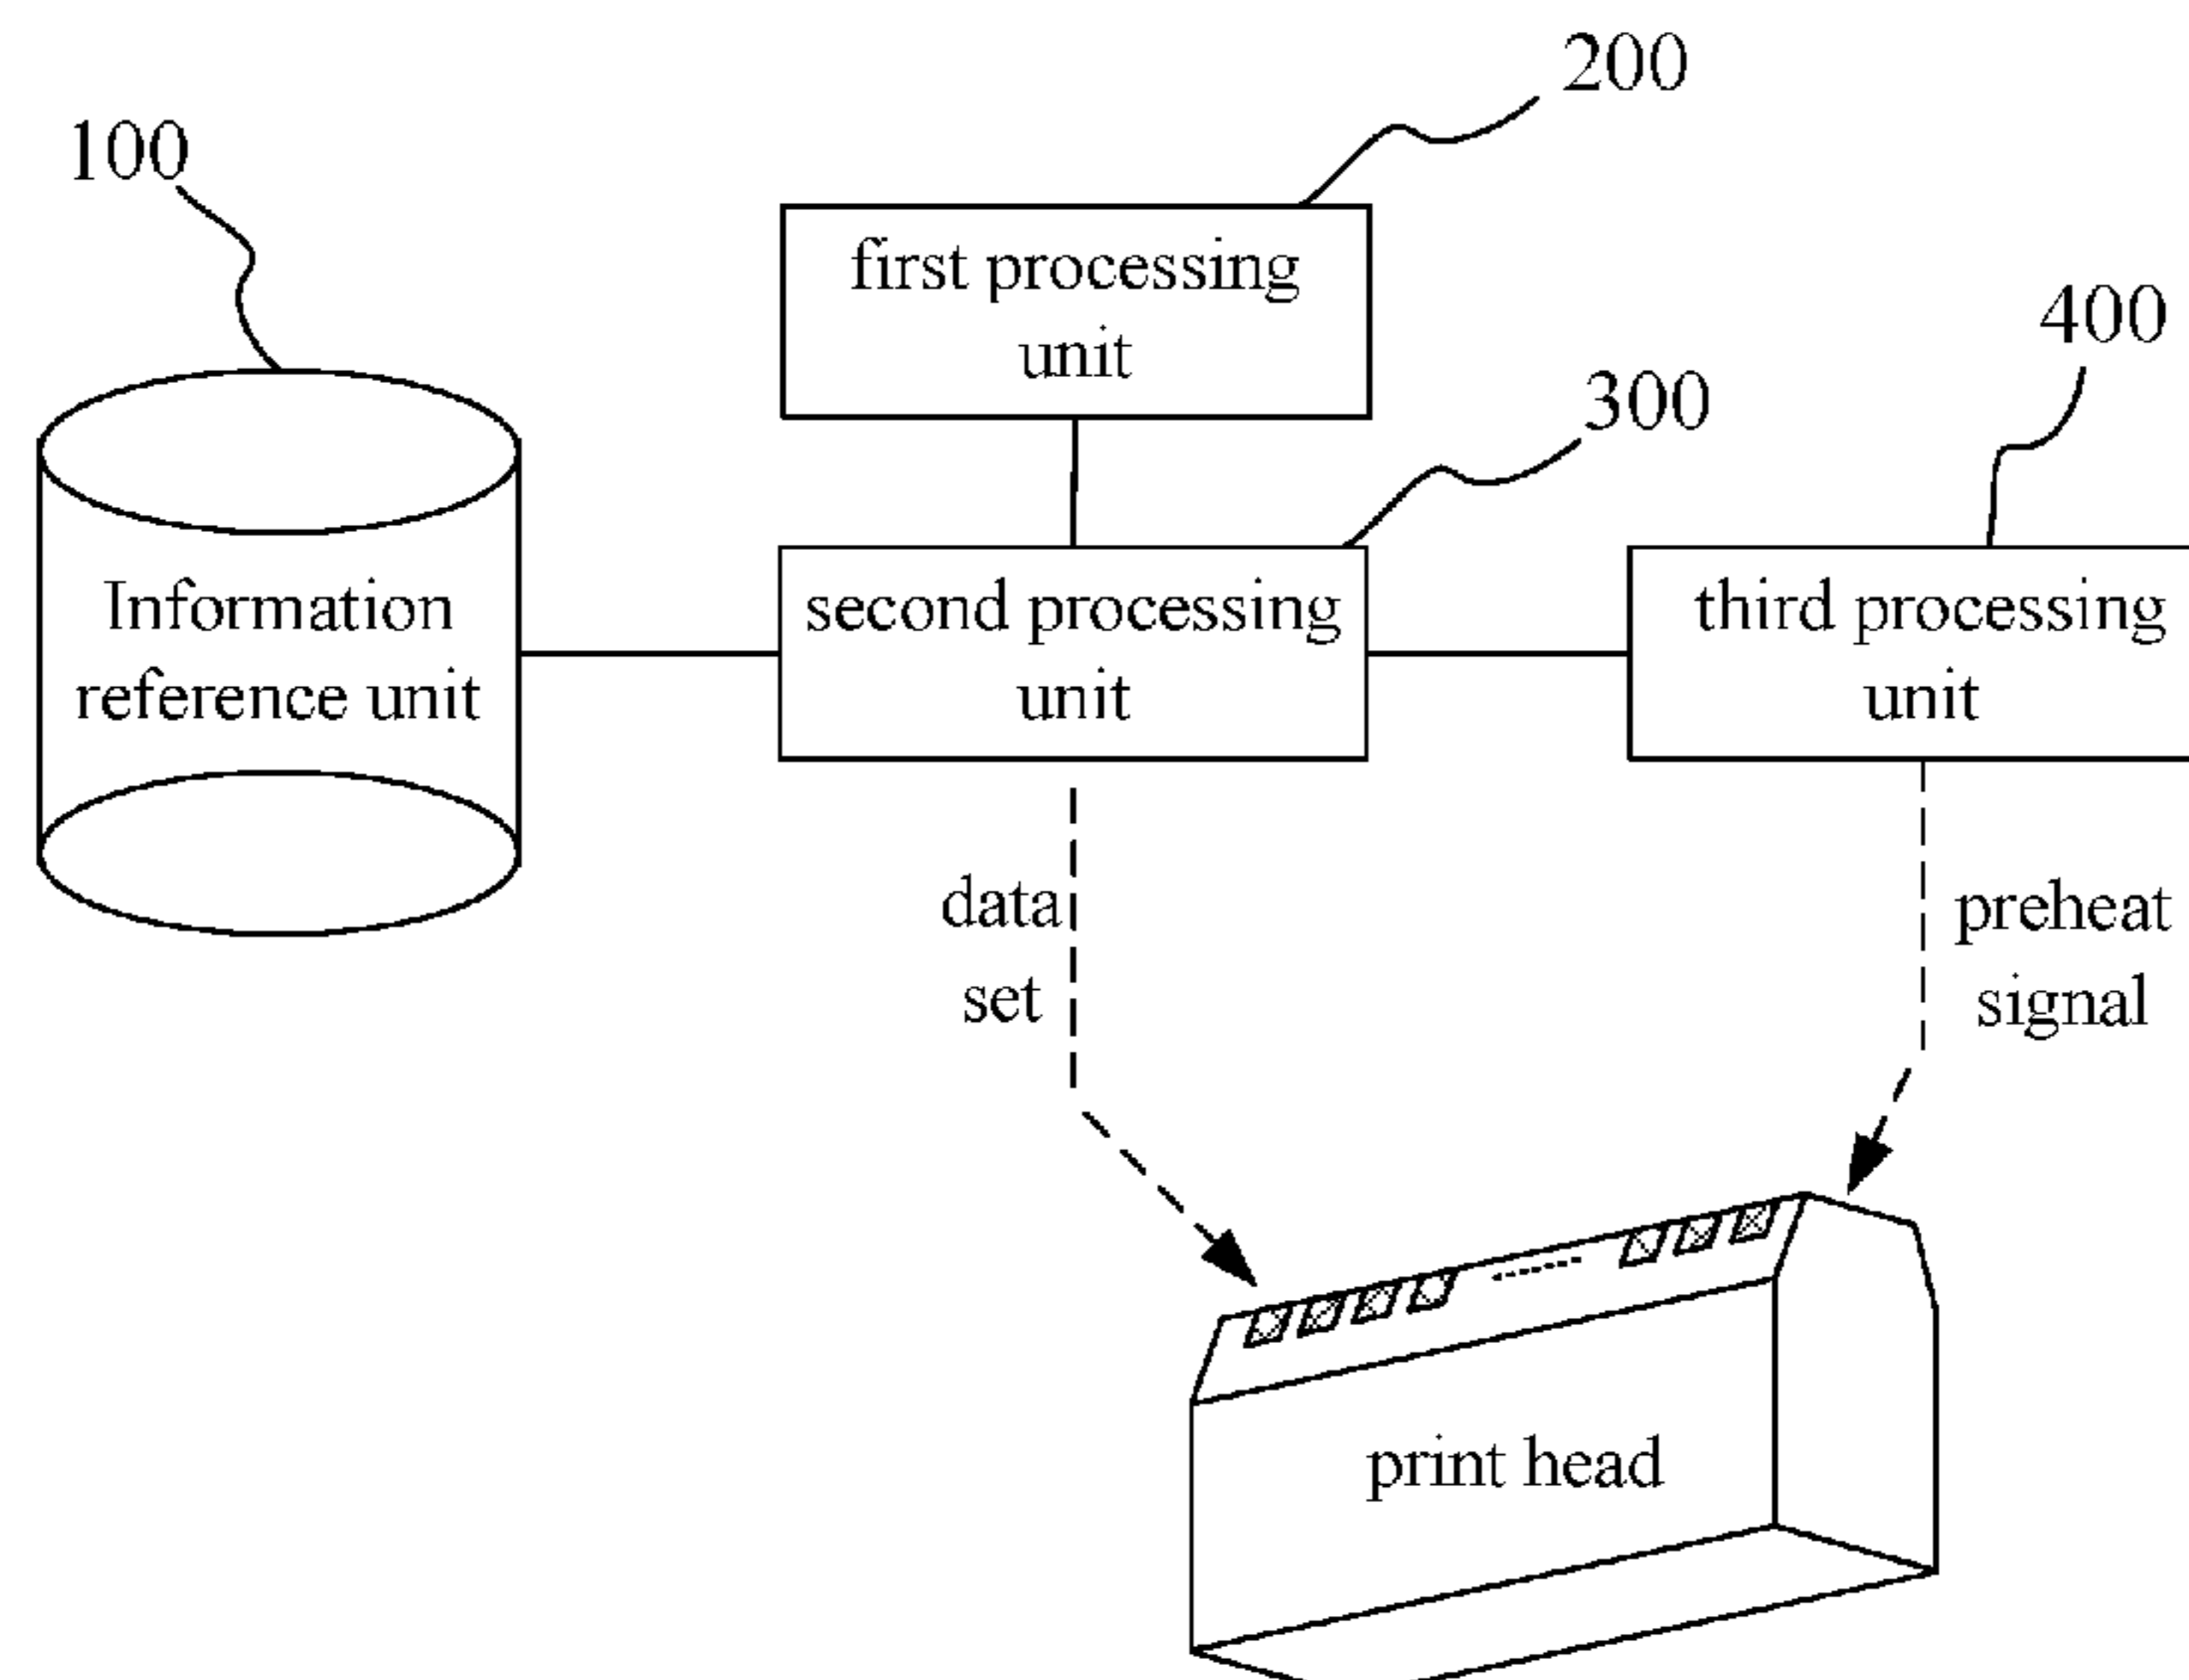 200
100
first processing
unit
400
300
Information
reference unit
second processing
unit
third processing
unit
data
set
preheat
signal
print head